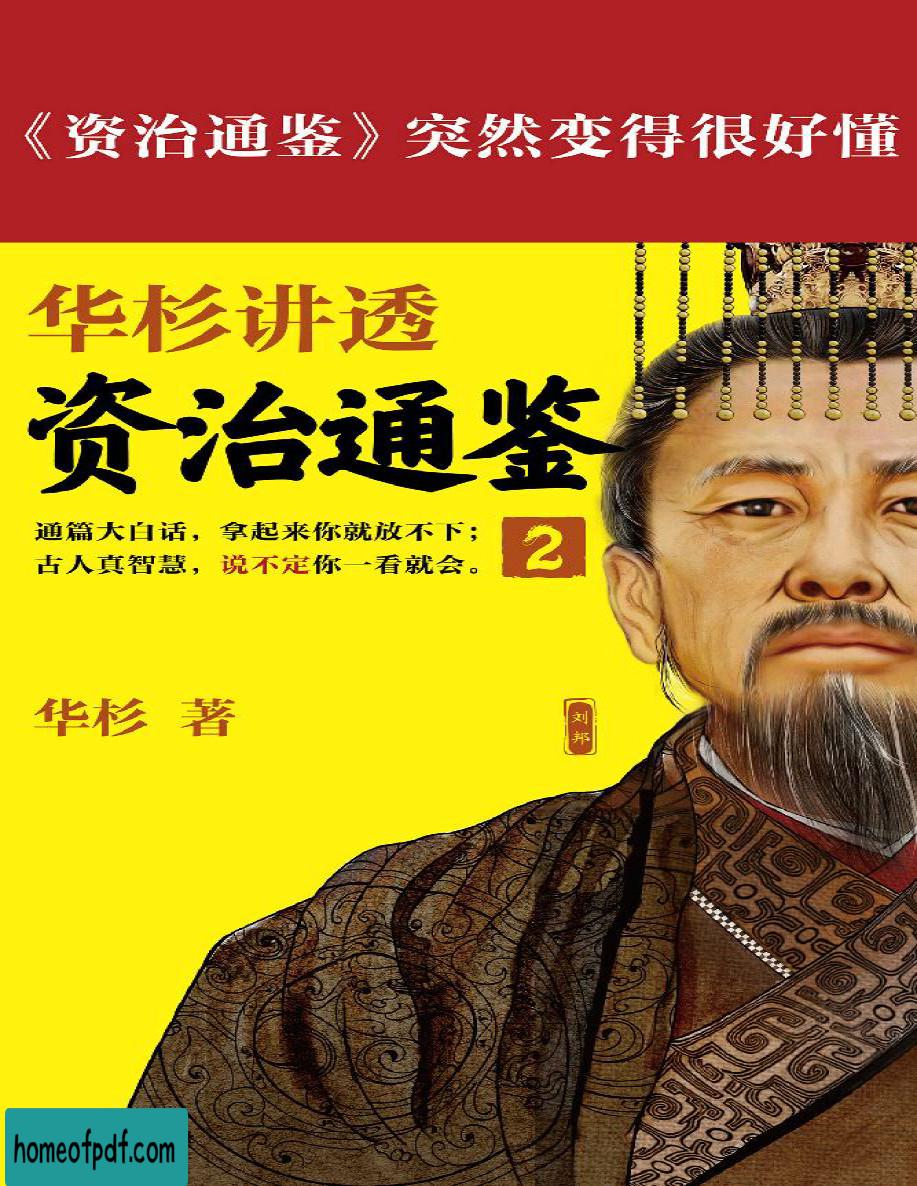 《资治通鉴》突然变得很好懂
华杉讲透
资治通鉴
通篇大白话，拿起来你就放不下；
古人真智慧，说不定你一看就会。
2
华杉 著
刘邦
homeofpdf.com